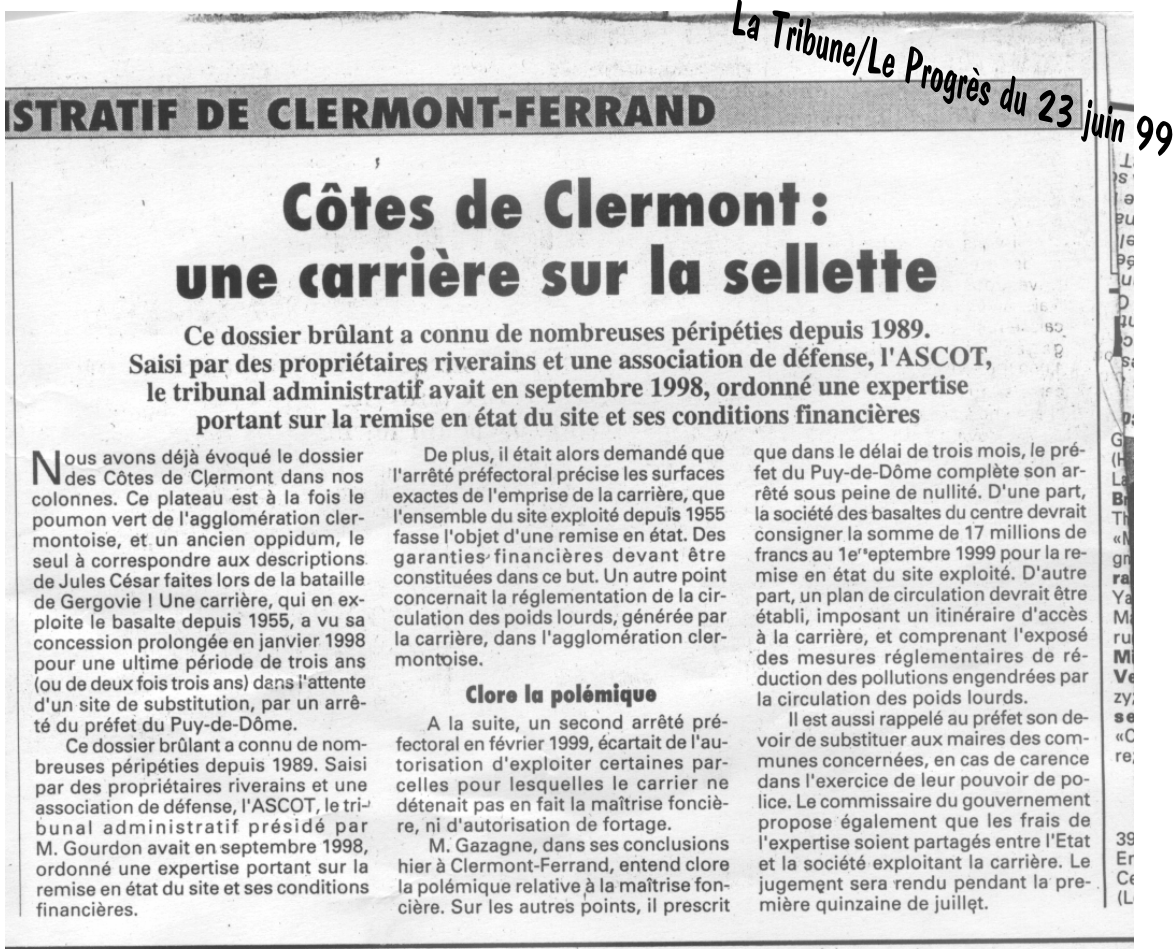 La Tribune/Le Progrès du 23 juin 99
ISTRATIF DE CLERMONT-FERRAND
Côtes de Clermont :
une carrière sur la sellette
Ce dossier brûlant a connu de nombreuses péripéties depuis 1989.
Saisi par des propriétaires riverains et une association de défense, l'ASCOT,
le tribunal administratif avait en septembre 1998, ordonné une expertise
portant sur la remise en état du site et ses conditions financières
Nous avons déjà évoqué le dossier
des Côtes de Clermont dans nos
colonnes. Ce plateau est à la fois le
poumon vert de l'agglomération cler-
montoise, et un ancien oppidum, le
seul à correspondre aux descriptions
de Jules César faites lors de la bataille
de Gergovie ! Une carrière, qui en ex-
ploite le basalte depuis 1955, a vu sa
concession prolongée en janvier 1998
pour une ultime période de trois ans
(ou de deux fois trois ans) dans l'attente
d'un site de substitution, par un arrê-
té du préfet du Puy-de-Dôme.
Ce dossier brûlant a connu de nom-
breuses péripéties depuis 1989. Saisi
par des propriétaires riverains et une
association de défense, l'ASCOT, le tri-
bunal administratif présidé par
M. Gourdon avait en septembre 1998,
ordonné une expertise portant sur la
remise en état du site et ses conditions
financières.
De plus, il était alors demandé que
l'arrêté préfectoral précise les surfaces
exactes de l'emprise de la carrière, que
l'ensemble du site exploité depuis 1955
fasse l'objet d'une remise en état. Des
garanties financières devant être
constituées dans ce but. Un autre point
concernait la réglementation de la cir-
culation des poids lourds, générée par
la carrière, dans l'agglomération cler-
montoise.
Clore la polémique
A la suite, un second arrêté pré-
fectoral en février 1999, écartait de l'au-
torisation d'exploiter certaines par-
celles pour lesquelles le carrier ne
détenait pas en fait la maîtrise fonciè-
re, ni d'autorisation de fortage.
M. Gazagne, dans ses conclusions
hier à Clermont-Ferrand, entend clore
la polémique relative à la maîtrise fon-
cière. Sur les autres points, il prescrit
que dans le délai de trois mois, le pré-
fet du Puy-de-Dôme complète son ar-
rêté sous peine de nullité. D'une part,
la société des basaltes du centre devrait
consigner la somme de 17 millions de
francs au 1er septembre 1999 pour la re-
mise en état du site exploité. D'autre
part, un plan de circulation devrait être
établi, imposant un itinéraire d'accès
à la carrière, et comprenant l'exposé
des mesures réglementaires de ré-
duction des pollutions engendrées par
la circulation des poids lourds.
Il est aussi rappelé au préfet son de-
voir de substituer aux maires des com-
munes concernées, en cas de carence
dans l'exercice de leur pouvoir de po-
lice. Le commissaire du gouvernement
propose également que les frais de
l'expertise soient partagés entre l'Etat
et la société exploitant la carrière. Le
jugement sera rendu pendant la pre-
mière quinzaine de juillet.